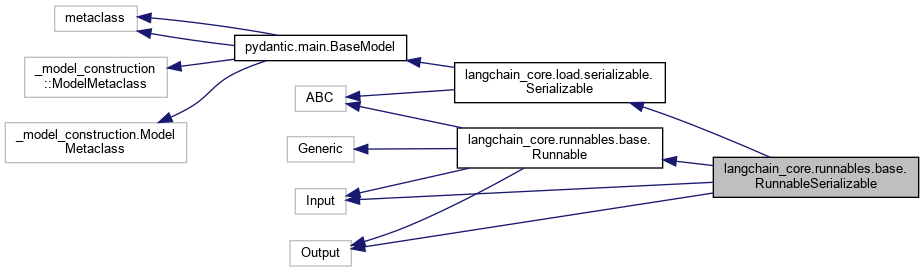 metaclass
pydantic.main.BaseModel
_model_construction
::ModelMetaclass
langchain_core.load.serializable.
Serializable
ABC
_model_construction.Model
Metaclass
Generic
langchain_core.runnables.base.
Runnable
langchain_core.runnables.base.
RunnableSerializable
Input
Output